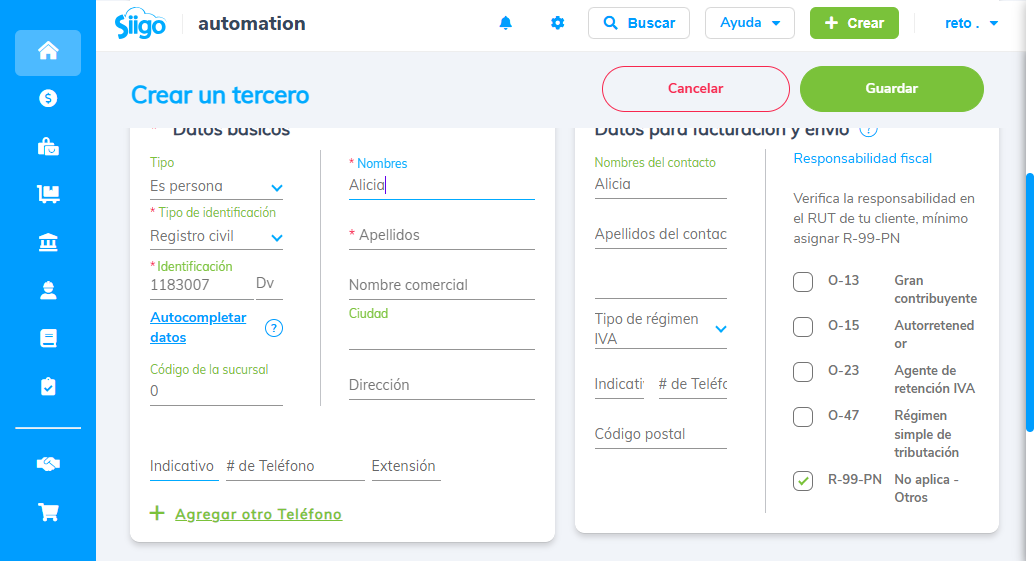 Siigo
automation
Buscar
Ayuda
Crear
reto .
Crear un tercero
Cancelar
Guardar
* Datos básicos
Tipo
Es persona
* Tipo de identificación
Registro civil
* Identificación
1183007
Dv
Autocompletar
datos
?
Código de la sucursal
0
* Nombres
Alicia
* Apellidos
Nombre comercial
Ciudad
Dirección
Indicativo
# de Teléfono
Extensión
Agregar otro Teléfono
Datos para facturación y envío
?
Nombres del contacto
Alicia
Apellidos del contac
Tipo de régimen
IVA
Indicati
# de Teléfo
Código postal
Responsabilidad fiscal
Verifica la responsabilidad en
el RUT de tu cliente, mínimo
asignar R-99-PN
O-13 Gran
contribuyente
O-15 Autorretened
or
O-23 Agente de
retención IVA
O-47 Régimen
simple de
tributación
R-99-PN No aplica -
Otros